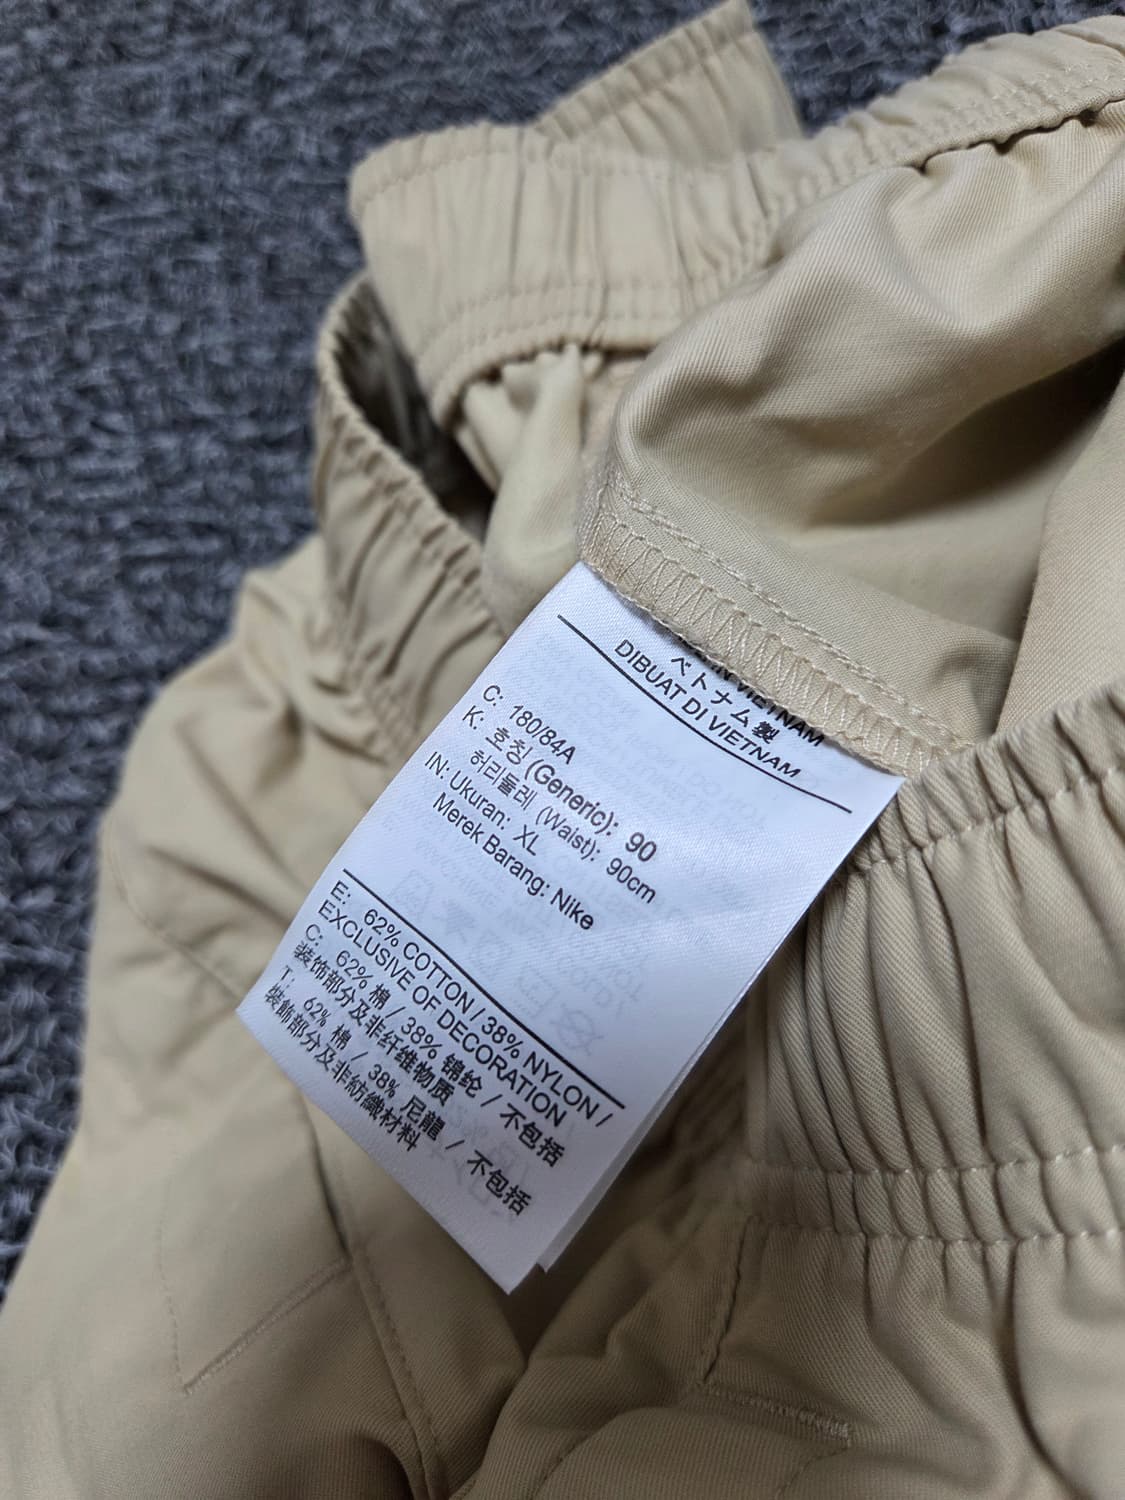 VIETNAM
ベトナム製
DIBUAT DI VIETNAM
C: 180/84A
K: 호칭 (Generic): 90
허리둘레 (Waist): 90cm
IN: Ukuran: XL
Merek Barang: Nike
E: 62% COTTON / 38% NYLON /
EXCLUSIVE OF DECORATION
C: 62% 棉 / 38% 锦纶 / 不包括
装饰部分及非纤维物质
T: 62% 棉 / 38% 尼龍 / 不包括
裝飾部分及非紡織材料